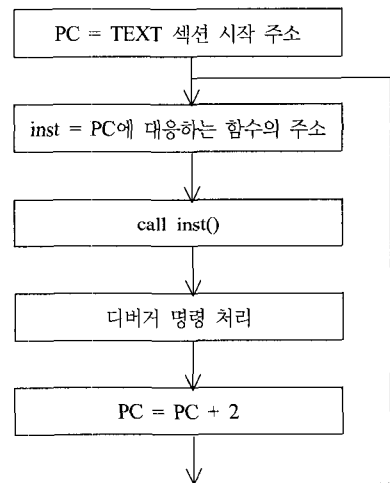 PC = TEXT 섹션 시작 주소
inst = PC에 대응하는 함수의 주소
call inst()
디버거 명령 처리
PC = PC + 2